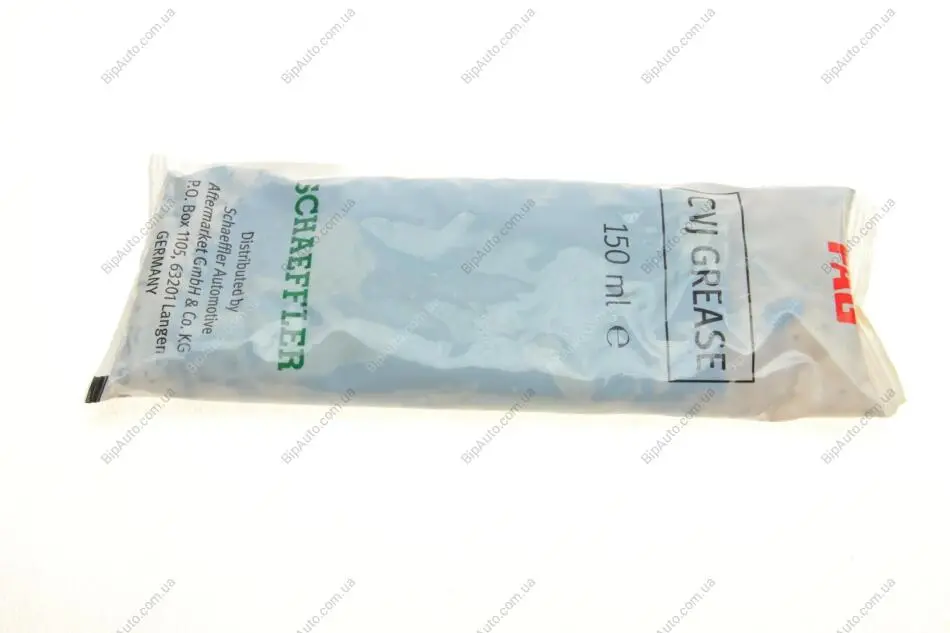 FAG
CVJ GREASE
150 ml ℮
SCHAEFFLER
Distributed by
Schaeffler Automotive
Aftermarket GmbH & Co. KG
P.O. Box 1105, 63201 Langen
GERMANY
BipAuto.com.ua